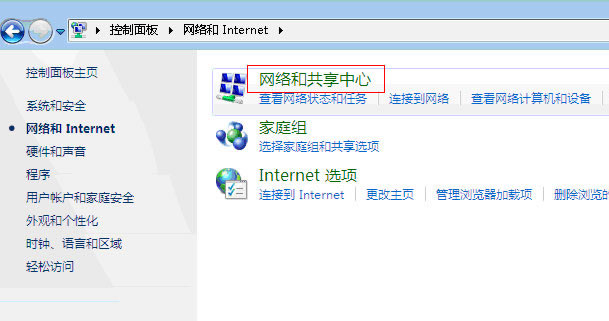 控制面板 网络和 Internet
控制面板主页
系统和安全
网络和 Internet
硬件和声音
程序
用户帐户和家庭安全
外观和个性化
时钟、语言和区域
轻松访问
网络和共享中心
查看网络状态和任务 连接到网络 查看网络计算机和设备
家庭组
选择家庭组和共享选项
Internet 选项
连接到 Internet 更改主页 管理浏览器加载项 删除浏览的